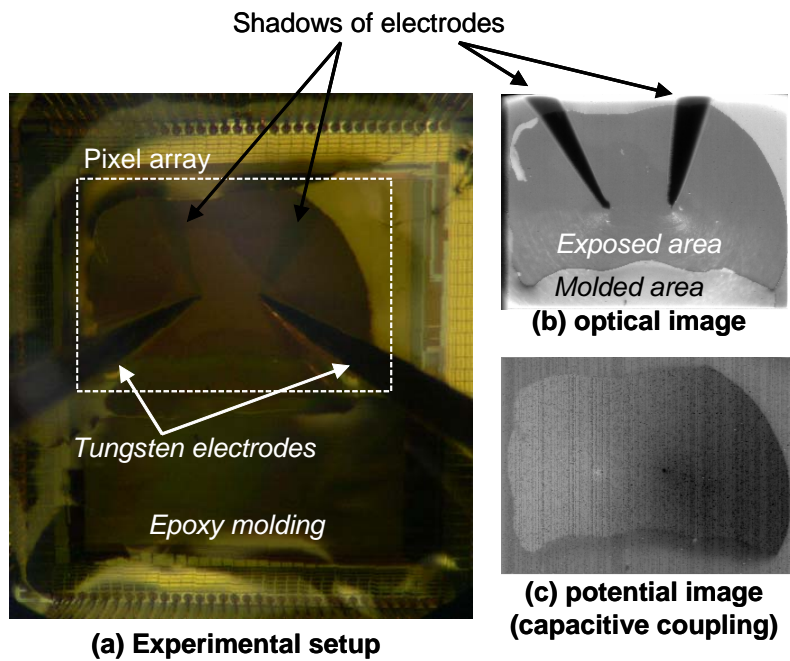 Shadows of electrodes
Pixel array
Exposed area
Molded area
(b) optical image
Tungsten electrodes
Epoxy molding
(c) potential image
(capacitive coupling)
(a) Experimental setup